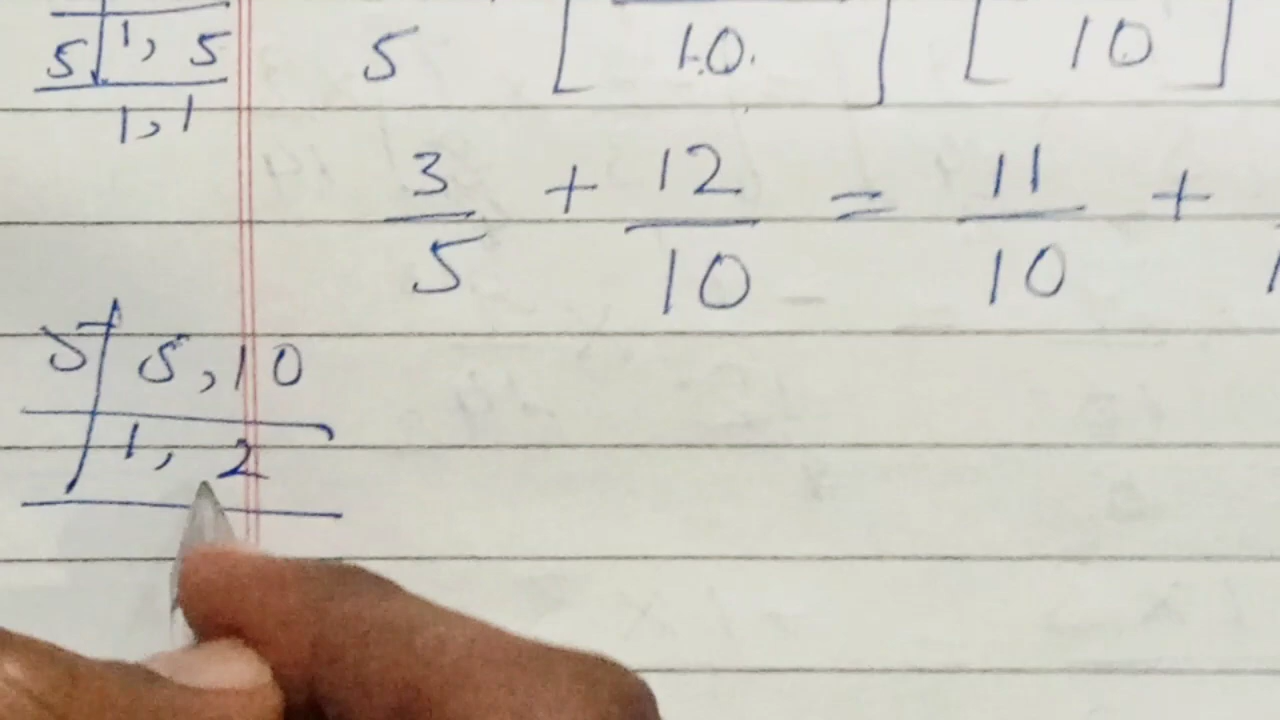 5 | 1, 5   5 [ 10 ] [ 10 ]
1, 1
3/5 + 12/10 = 11/10 +
5 | 5, 10
1, 2